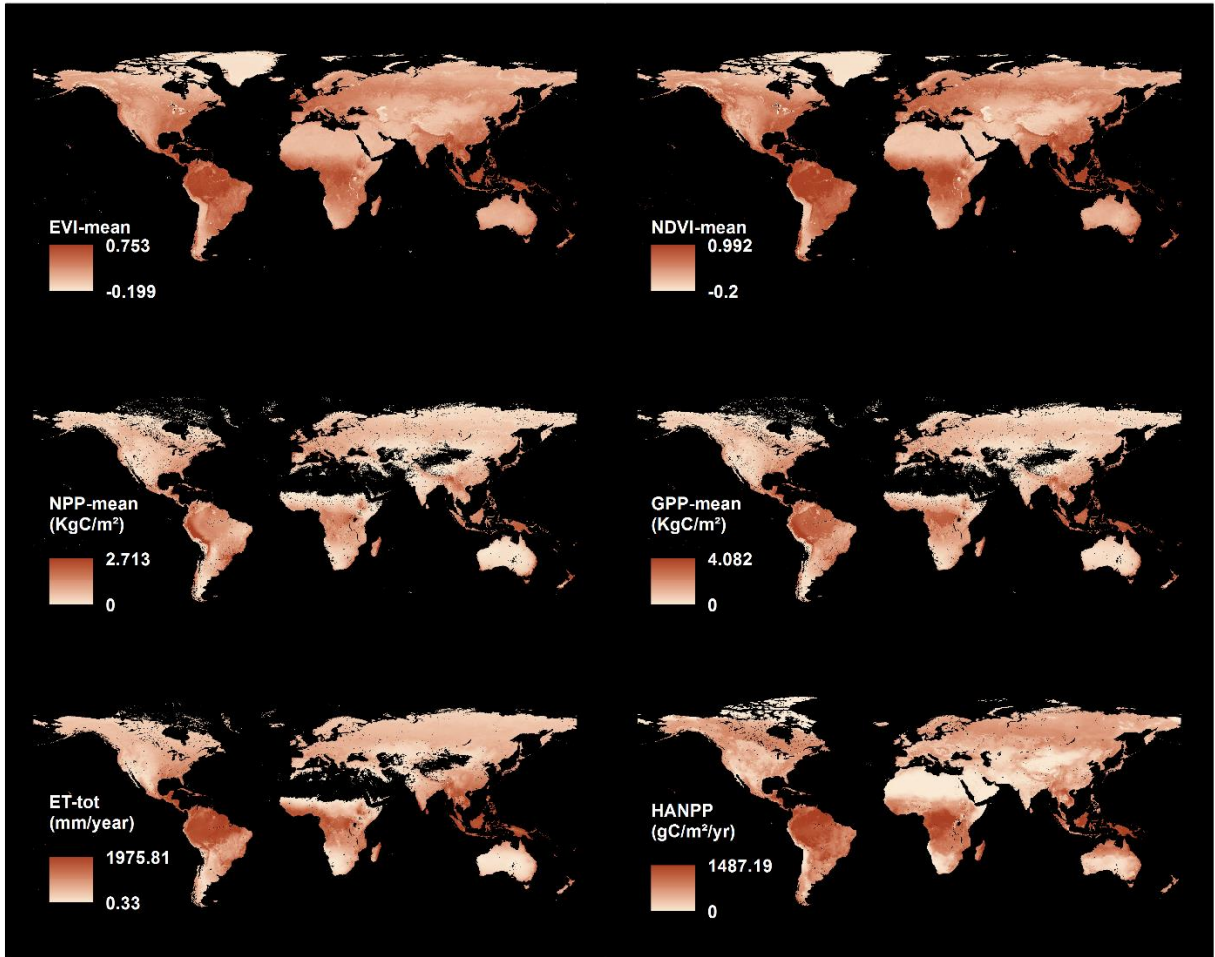 EVI-mean
0.753
-0.199
NDVI-mean
0.992
-0.2
NPP-mean
(KgC/m²)
2.713
0
GPP-mean
(KgC/m²)
4.082
0
ET-tot
(mm/year)
1975.81
0.33
HANPP
(gC/m²/yr)
1487.19
0